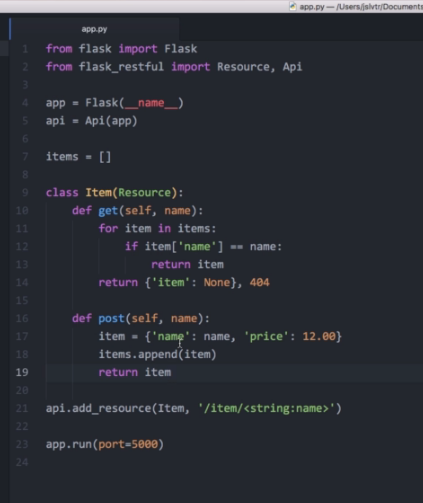 app.py — /Users/jslvtr/Documents
app.py
1 from flask import Flask
2 from flask_restful import Resource, Api
3
4 app = Flask(__name__)
5 api = Api(app)
6
7 items = []
8
9 class Item(Resource):
10     def get(self, name):
11         for item in items:
12             if item['name'] == name:
13                 return item
14         return {'item': None}, 404
15
16     def post(self, name):
17         item = {'name': name, 'price': 12.00}
18         items.append(item)
19         return item
20
21 api.add_resource(Item, '/item/<string:name>')
22
23 app.run(port=5000)
24